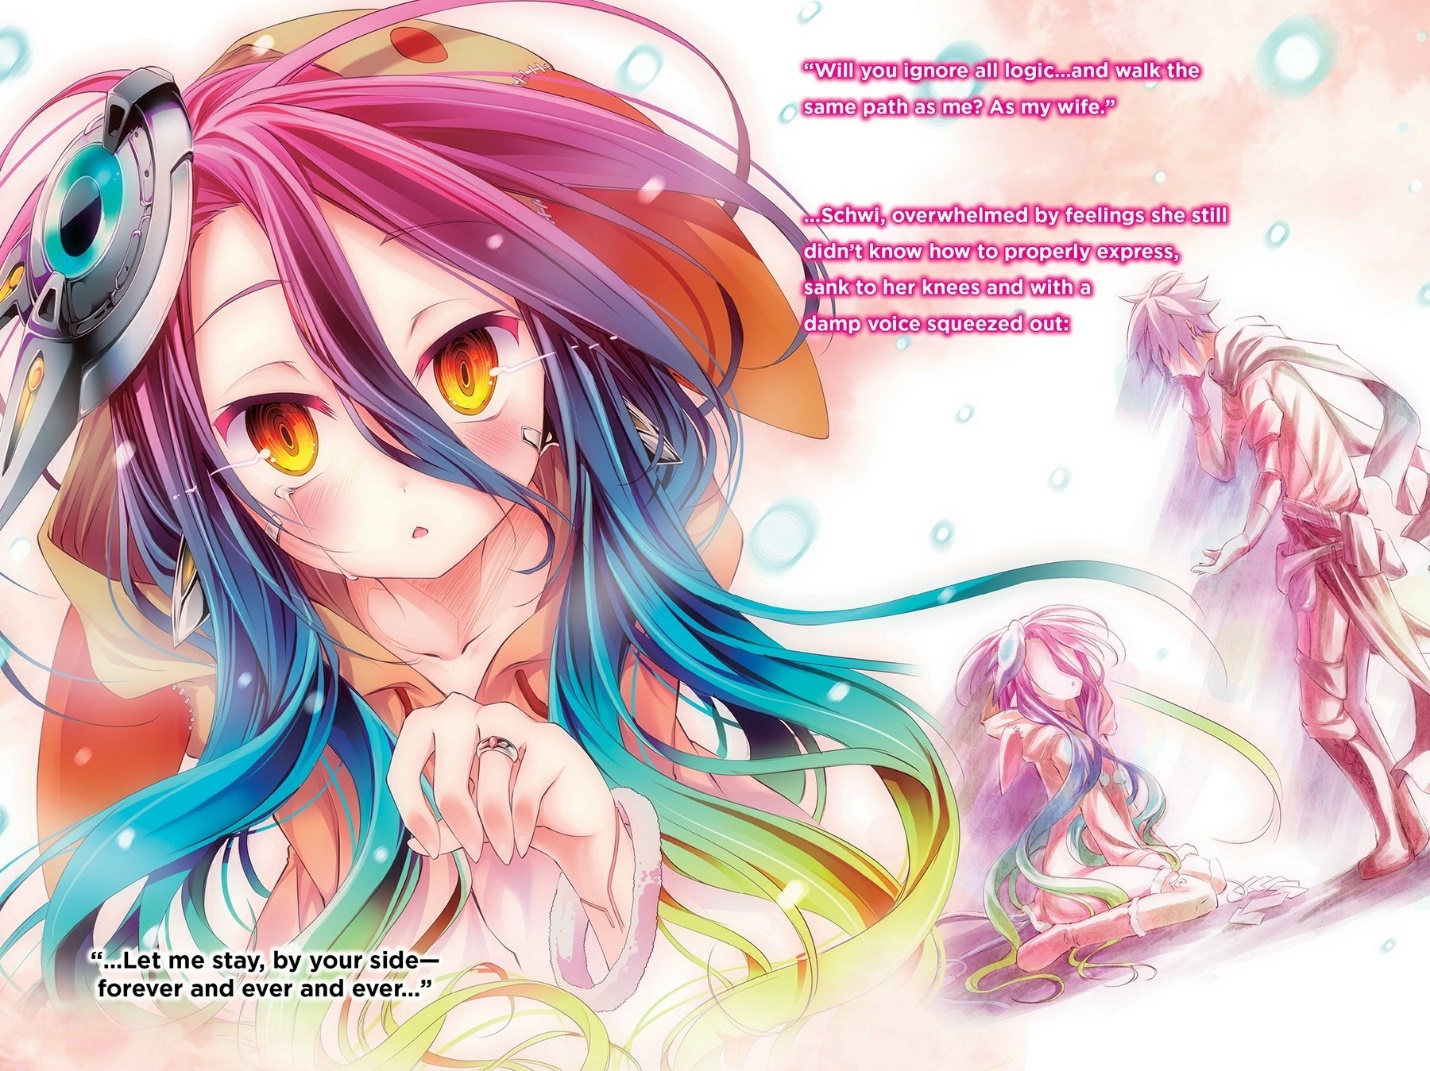 “Will you ignore all logic...and walk the
same path as me? As my wife.”
...Schwi, overwhelmed by feelings she still
didn’t know how to properly express,
sank to her knees and with a
damp voice squeezed out:
“...Let me stay, by your side—
forever and ever and ever...”